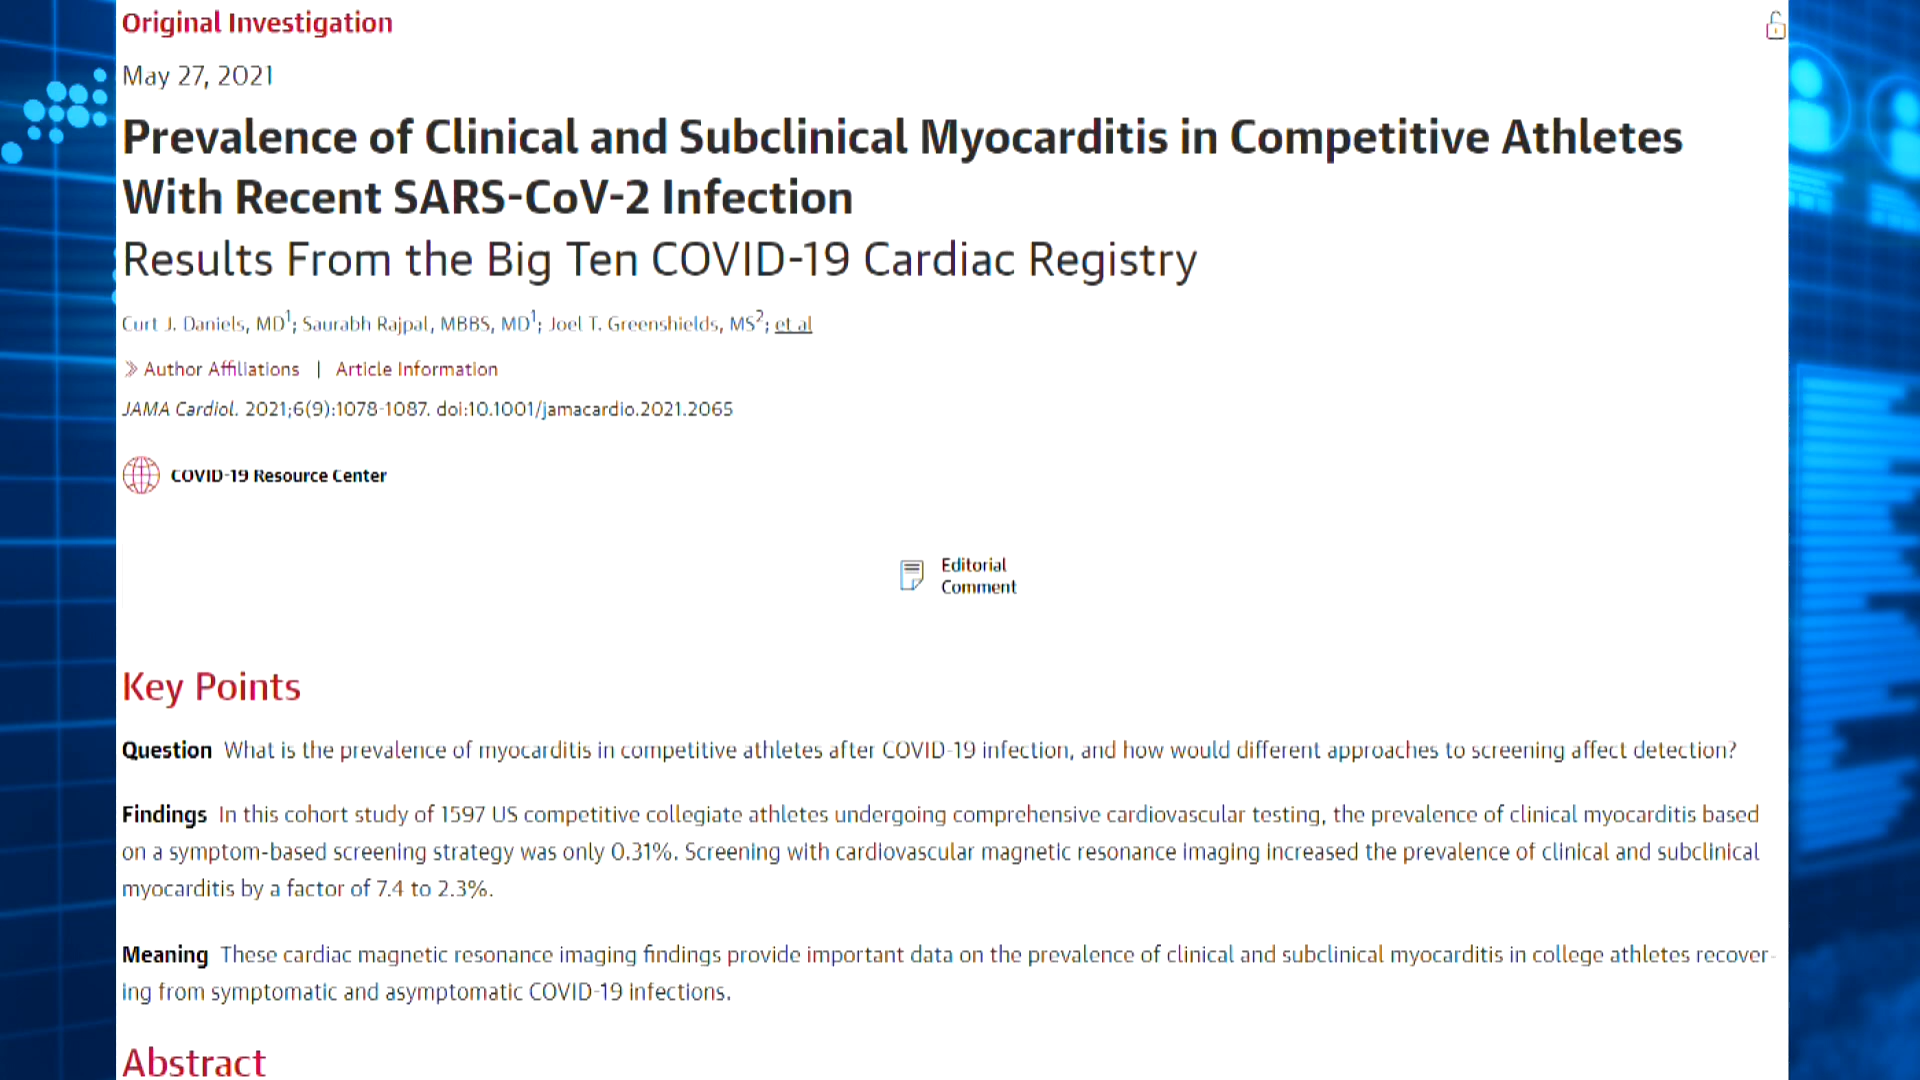 Original Investigation
May 27, 2021
Prevalence of Clinical and Subclinical Myocarditis in Competitive Athletes
With Recent SARS-CoV-2 Infection
Results From the Big Ten COVID-19 Cardiac Registry
Curt J. Daniels, MD1; Saurabh Rajpal, MBBS, MD1; Joel T. Greenshields, MS2; et al
» Author Affiliations | Article Information
JAMA Cardiol. 2021;6(9):1078-1087. doi:10.1001/jamacardio.2021.2065
COVID-19 Resource Center
Editorial
Comment
Key Points
Question What is the prevalence of myocarditis in competitive athletes after COVID-19 infection, and how would different approaches to screening affect detection?
Findings In this cohort study of 1597 US competitive collegiate athletes undergoing comprehensive cardiovascular testing, the prevalence of clinical myocarditis based
on a symptom-based screening strategy was only 0.31%. Screening with cardiovascular magnetic resonance imaging increased the prevalence of clinical and subclinical
myocarditis by a factor of 7.4 to 2.3%.
Meaning These cardiac magnetic resonance imaging findings provide important data on the prevalence of clinical and subclinical myocarditis in college athletes recover-
ing from symptomatic and asymptomatic COVID-19 infections.
Abstract